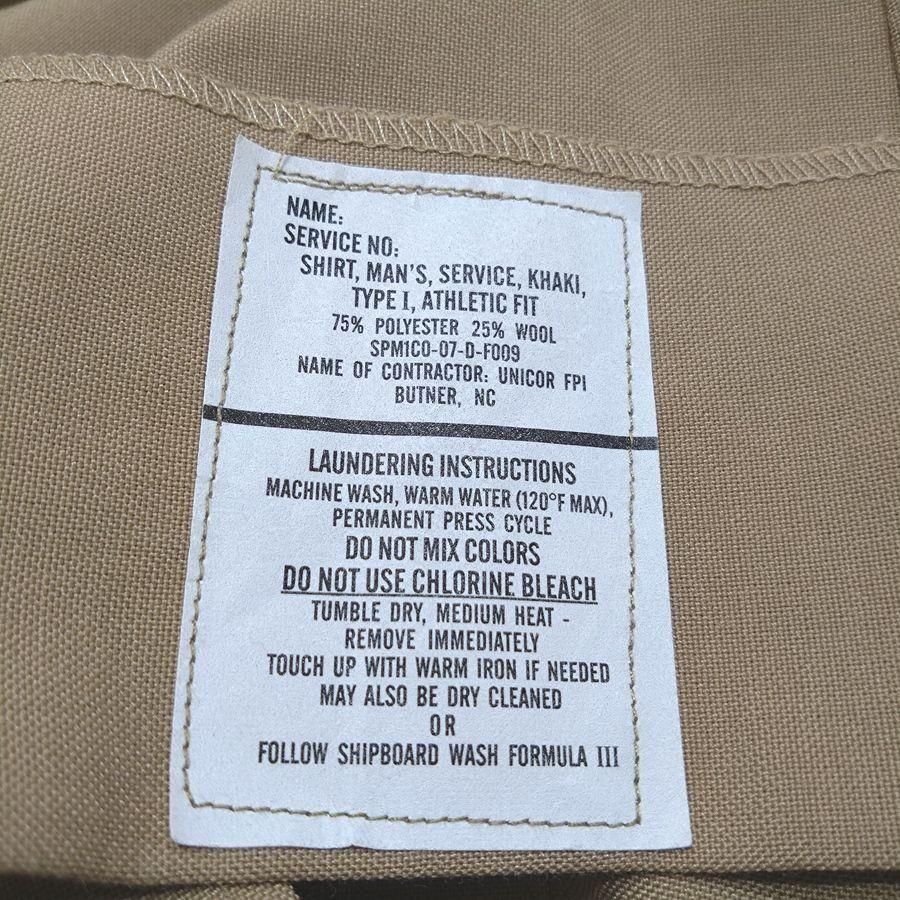 NAME:
SERVICE NO:
SHIRT, MAN'S, SERVICE, KHAKI,
TYPE I, ATHLETIC FIT
75% POLYESTER 25% WOOL
SPM1C0-07-D-F009
NAME OF CONTRACTOR: UNICOR FPI
BUTNER, NC
LAUNDERING INSTRUCTIONS
MACHINE WASH, WARM WATER (120°F MAX),
PERMANENT PRESS CYCLE
DO NOT MIX COLORS
DO NOT USE CHLORINE BLEACH
TUMBLE DRY, MEDIUM HEAT -
REMOVE IMMEDIATELY
TOUCH UP WITH WARM IRON IF NEEDED
MAY ALSO BE DRY CLEANED
OR
FOLLOW SHIPBOARD WASH FORMULA III